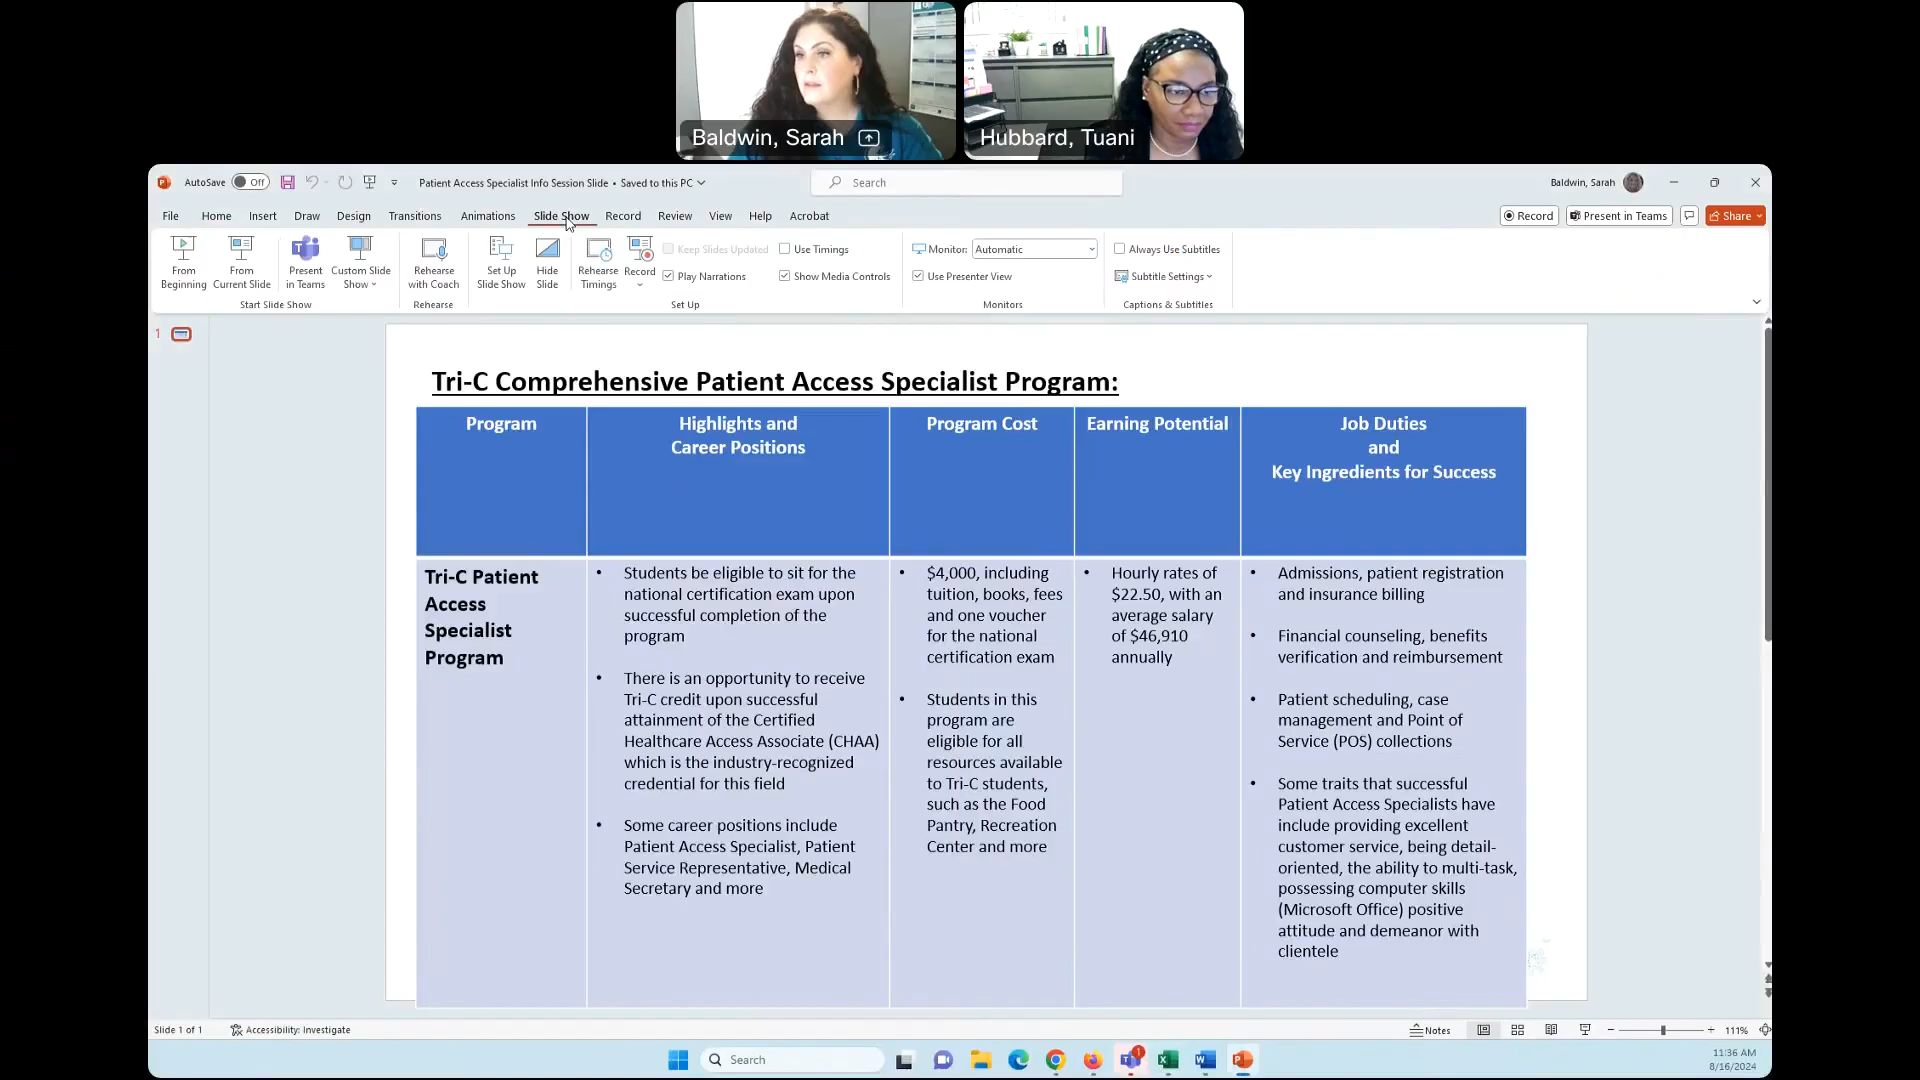 Baldwin, Sarah
Hubbard, Tuani
AutoSave Off
Patient Access Specialist Info Session Slide • Saved to this PC
Search
Baldwin, Sarah
File Home Insert Draw Design Transitions Animations Slide Show Record Review View Help Acrobat
Record Present in Teams Share
From Beginning
From Current Slide
Present in Teams
Custom Slide Show
Start Slide Show
Rehearse with Coach
Rehearse
Set Up Slide Show
Hide Slide
Rehearse Timings
Record
Keep Slides Updated
Play Narrations
Use Timings
Show Media Controls
Set Up
Monitor: Automatic
Use Presenter View
Monitors
Always Use Subtitles
Subtitle Settings
Captions & Subtitles
1
Tri-C Comprehensive Patient Access Specialist Program:
Program
Highlights and
Career Positions
Program Cost
Earning Potential
Job Duties
and
Key Ingredients for Success
Tri-C Patient
Access
Specialist
Program
• Students be eligible to sit for the
national certification exam upon
successful completion of the
program
• There is an opportunity to receive
Tri-C credit upon successful
attainment of the Certified
Healthcare Access Associate (CHAA)
which is the industry-recognized
credential for this field
• Some career positions include
Patient Access Specialist, Patient
Service Representative, Medical
Secretary and more
• $4,000, including
tuition, books, fees
and one voucher
for the national
certification exam
• Students in this
program are
eligible for all
resources available
to Tri-C students,
such as the Food
Pantry, Recreation
Center and more
• Hourly rates of
$22.50, with an
average salary
of $46,910
annually
• Admissions, patient registration
and insurance billing
• Financial counseling, benefits
verification and reimbursement
• Patient scheduling, case
management and Point of
Service (POS) collections
• Some traits that successful
Patient Access Specialists have
include providing excellent
customer service, being detail-
oriented, the ability to multi-task,
possessing computer skills
(Microsoft Office) positive
attitude and demeanor with
clientele
Slide 1 of 1 Accessibility: Investigate
Notes
111%
Search
1
11:36 AM
8/16/2024